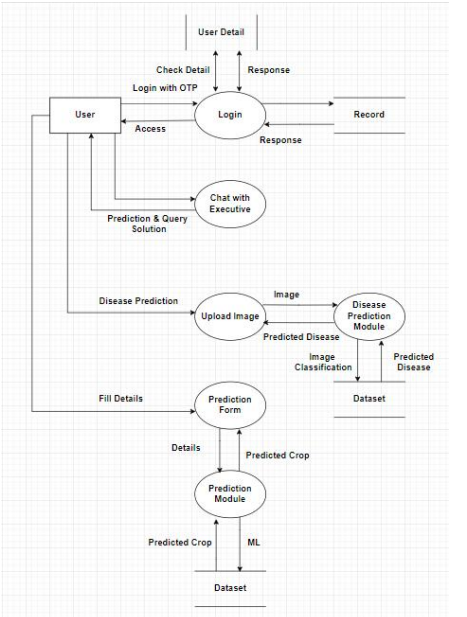 User Detail
Check Detail
Response
Login with OTP
User
Login
Record
Access
Response
Chat with
Executive
Prediction & Query
Solution
Image
Disease Prediction
Upload Image
Disease
Prediction
Module
Predicted Disease
Image
Classification
Predicted
Disease
Dataset
Fill Details
Prediction
Form
Details
Predicted Crop
Prediction
Module
Predicted Crop
ML
Dataset